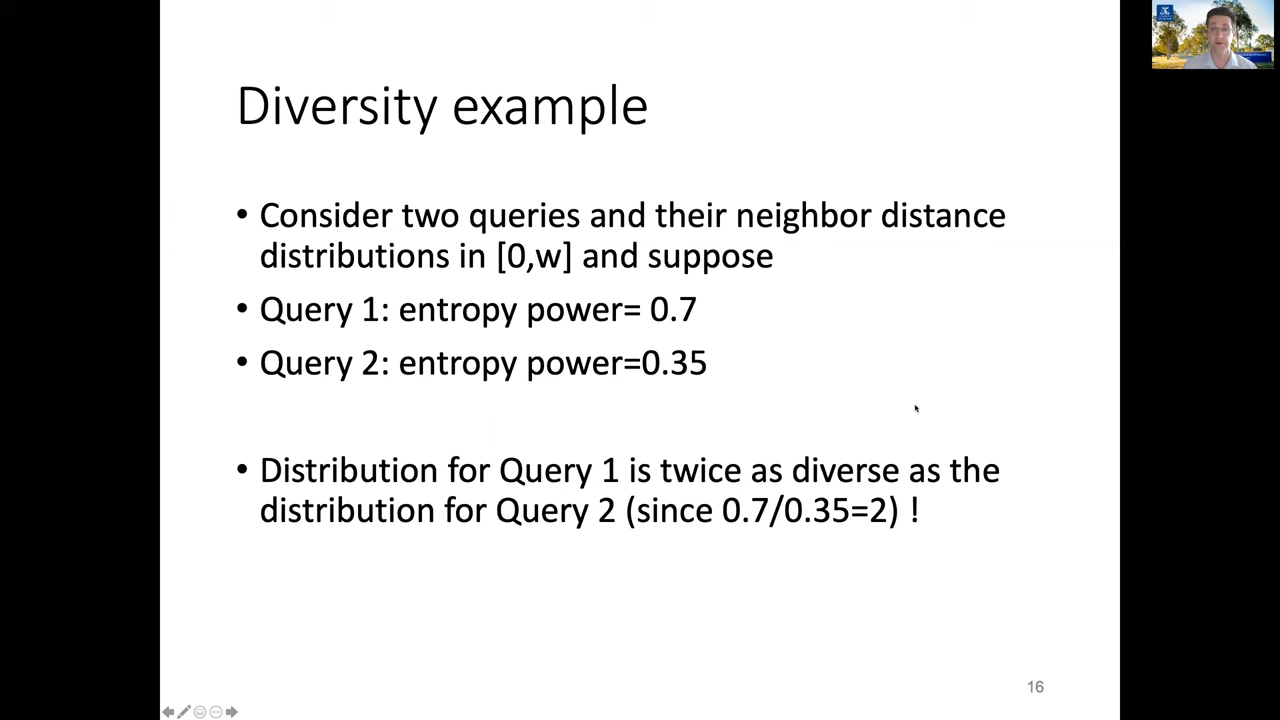 Diversity example
• Consider two queries and their neighbor distance
distributions in [0,w] and suppose
• Query 1: entropy power= 0.7
• Query 2: entropy power=0.35
• Distribution for Query 1 is twice as diverse as the
distribution for Query 2 (since 0.7/0.35=2) !
16